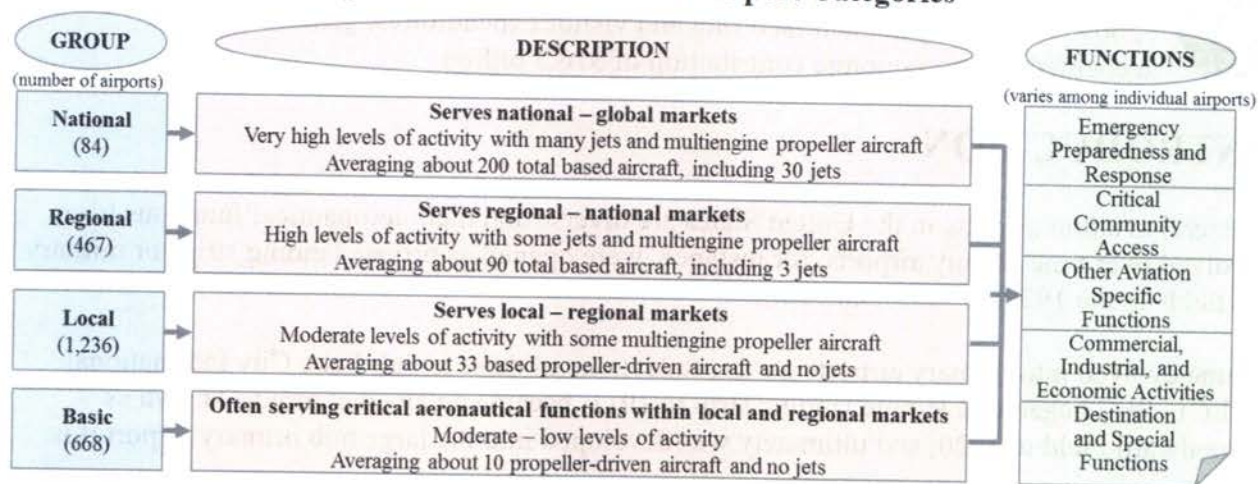 Categories
GROUP
(number of airports)
DESCRIPTION
FUNCTIONS
(varies among individual airports)
National
(84)
Serves national – global markets
Very high levels of activity with many jets and multiengine propeller aircraft
Averaging about 200 total based aircraft, including 30 jets
Regional
(467)
Serves regional – national markets
High levels of activity with some jets and multiengine propeller aircraft
Averaging about 90 total based aircraft, including 3 jets
Local
(1,236)
Serves local – regional markets
Moderate levels of activity with some multiengine propeller aircraft
Averaging about 33 based propeller-driven aircraft and no jets
Basic
(668)
Often serving critical aeronautical functions within local and regional markets
Moderate – low levels of activity
Averaging about 10 propeller-driven aircraft and no jets
Emergency
Preparedness and
Response
Critical
Community
Access
Other Aviation
Specific
Functions
Commercial,
Industrial, and
Economic Activities
Destination
and Special
Functions